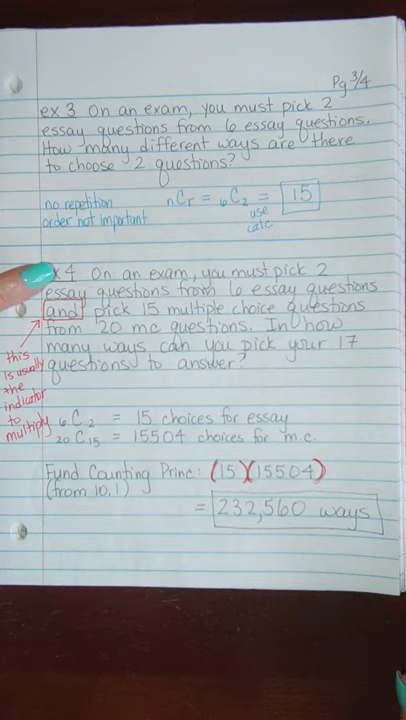 Pg 3/4
ex 3 On an exam, you must pick 2
essay questions from 6 essay questions.
How many different ways are there
to choose 2 questions?
no repetition
order not important
nCr = 6C2 = 15
use
calc
x 4 On an exam, you must pick 2
essay questions from 6 essay questions
and pick 15 multiple choice questions
from 20 mc questions. In how
many ways can you pick your 17
questions to answer?
this
is usually
the
indicator
to
multiply
6C2 = 15 choices for essay
20C15 = 15504 choices for m.c.
Fund Counting Princ: (15)(15504)
(from 10.1)
= 232,560 ways